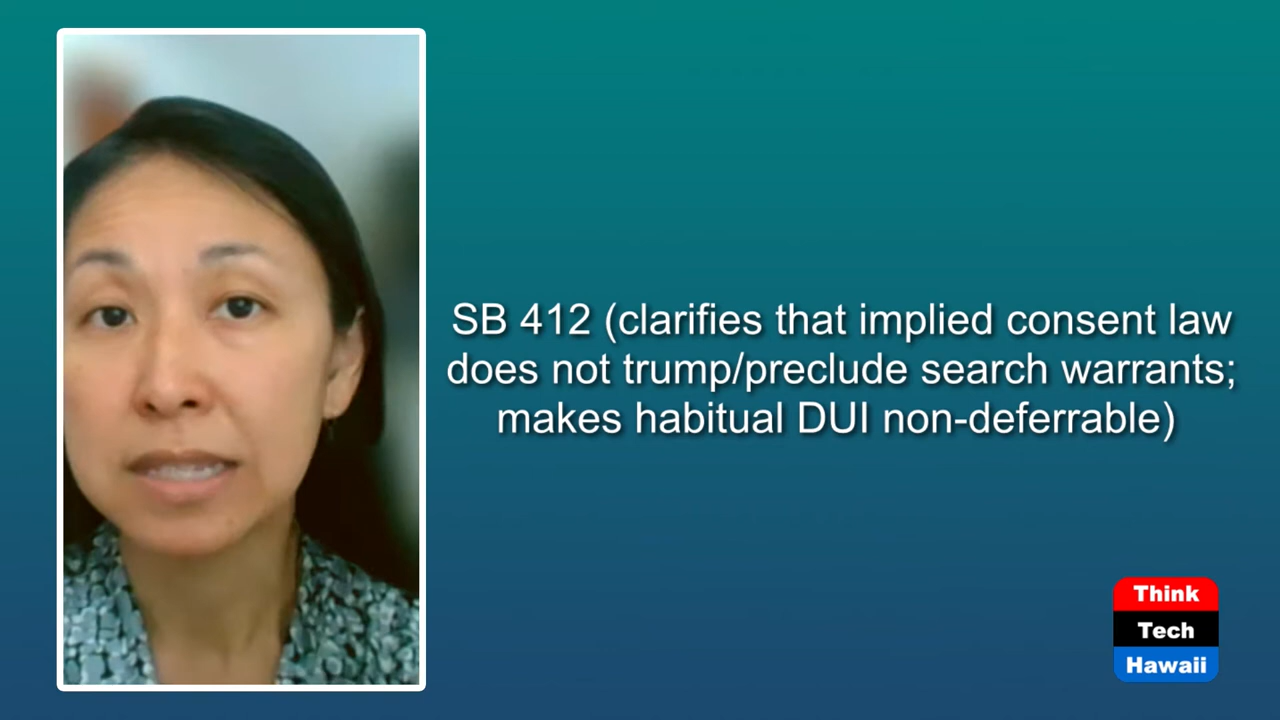 SB 412 (clarifies that implied consent law
does not trump/preclude search warrants;
makes habitual DUI non-deferrable)
Think
Tech
Hawaii